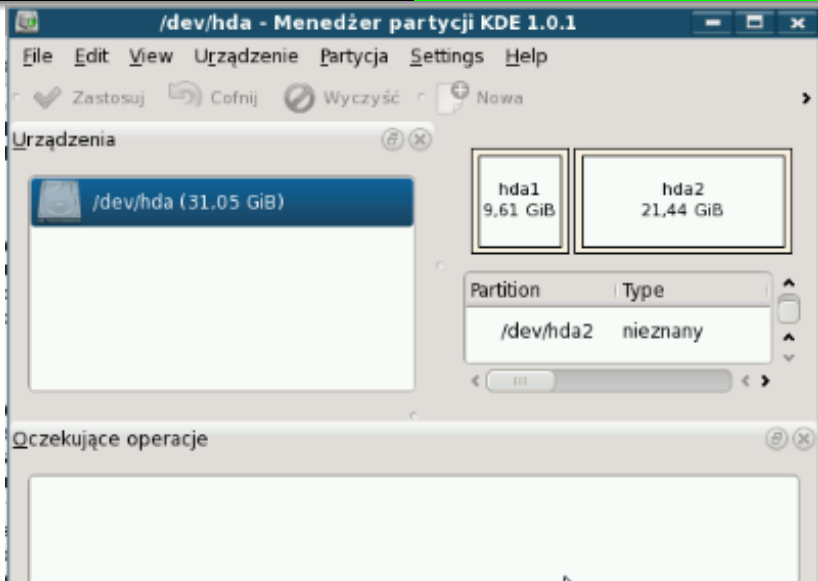 /dev/hda - Menedżer partycji KDE 1.0.1
File Edit View Urządzenie Partycja Settings Help
Zastosuj Cofnij Wyczyść Nowa
Urządzenia
/dev/hda (31,05 GiB)
hda1 hda2
9,61 GiB 21,44 GiB
Partition Type
/dev/hda2 nieznany
Oczekujące operacje